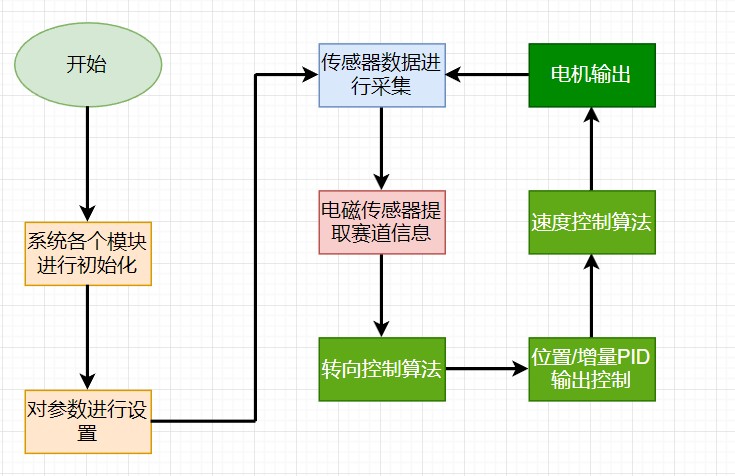 开始
系统各个模块
进行初始化
对参数进行设
置
传感器数据进
行采集
电磁传感器提
取赛道信息
转向控制算法
位置/增量PID
输出控制
速度控制算法
电机输出